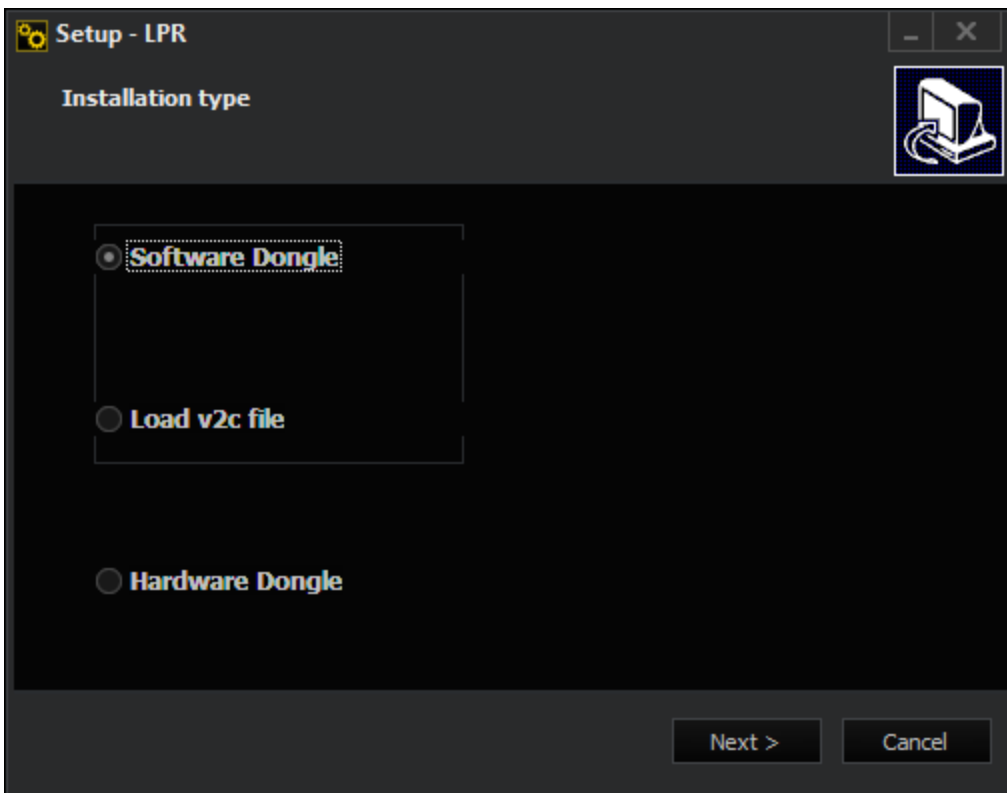 Setup - LPR
Installation type
Software Dongle
Load v2c file
Hardware Dongle
Next >
Cancel